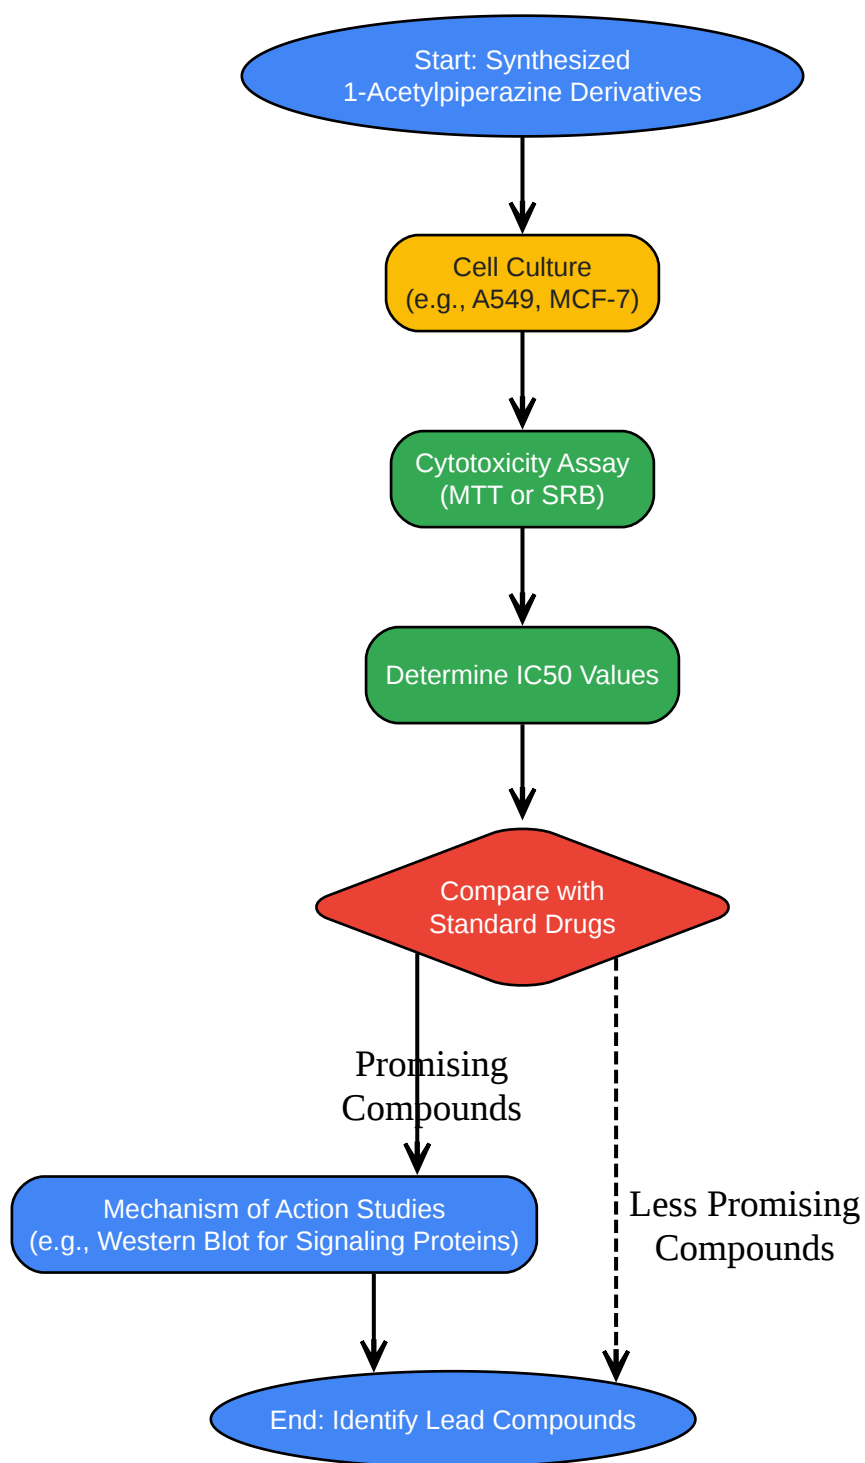 Start: Synthesized
1-Acetylpiperazine Derivatives
Cell Culture
(e.g., A549, MCF-7)
Cytotoxicity Assay
(MTT or SRB)
Determine IC50 Values
Compare with
Standard Drugs
Promising
Compounds
Mechanism of Action Studies
(e.g., Western Blot for Signaling Proteins)
Less Promising
Compounds
End: Identify Lead Compounds